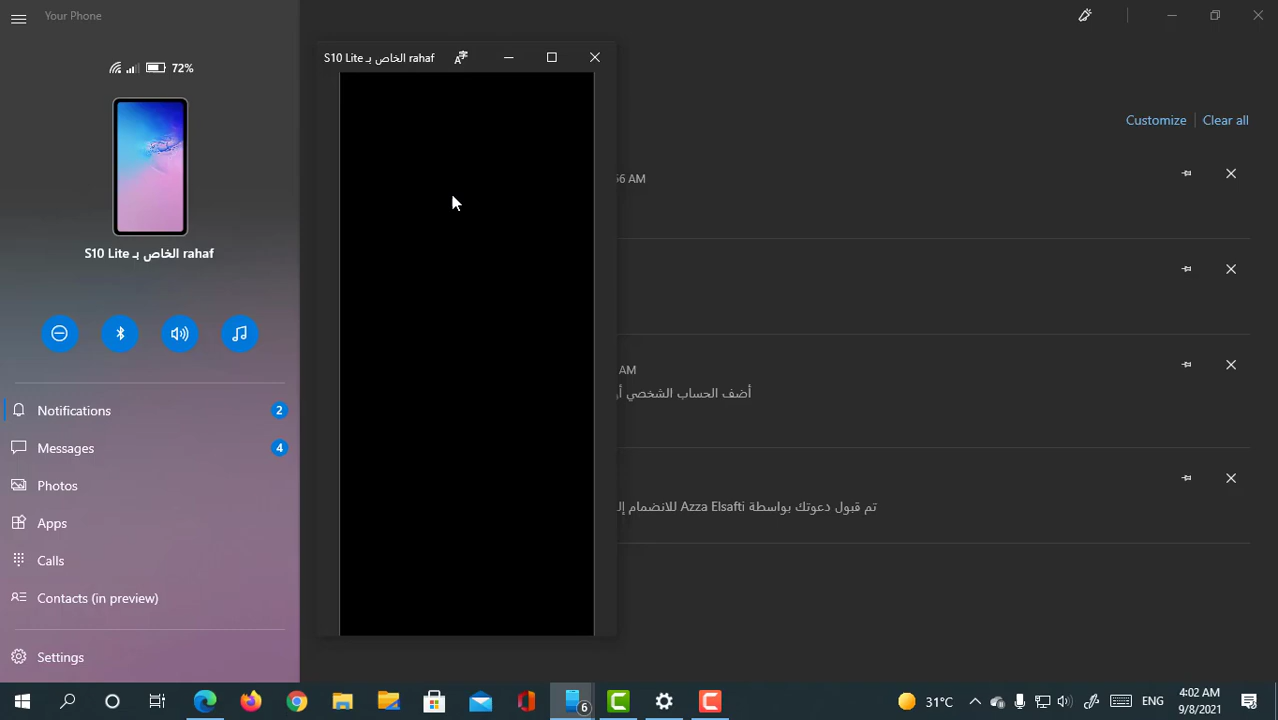 Your Phone
72%
S10 Lite الخاص بـ rahaf
Notifications 2
Messages 4
Photos
Apps
Calls
Contacts (in preview)
Settings
S10 Lite الخاص بـ rahaf
Customize
Clear all
56 AM
AM
أضف الحساب الشخصي أو
تم قبول دعوتك بواسطة Azza Elsafti للانضمام إلـ
6
31°C
ENG
4:02 AM
9/8/2021